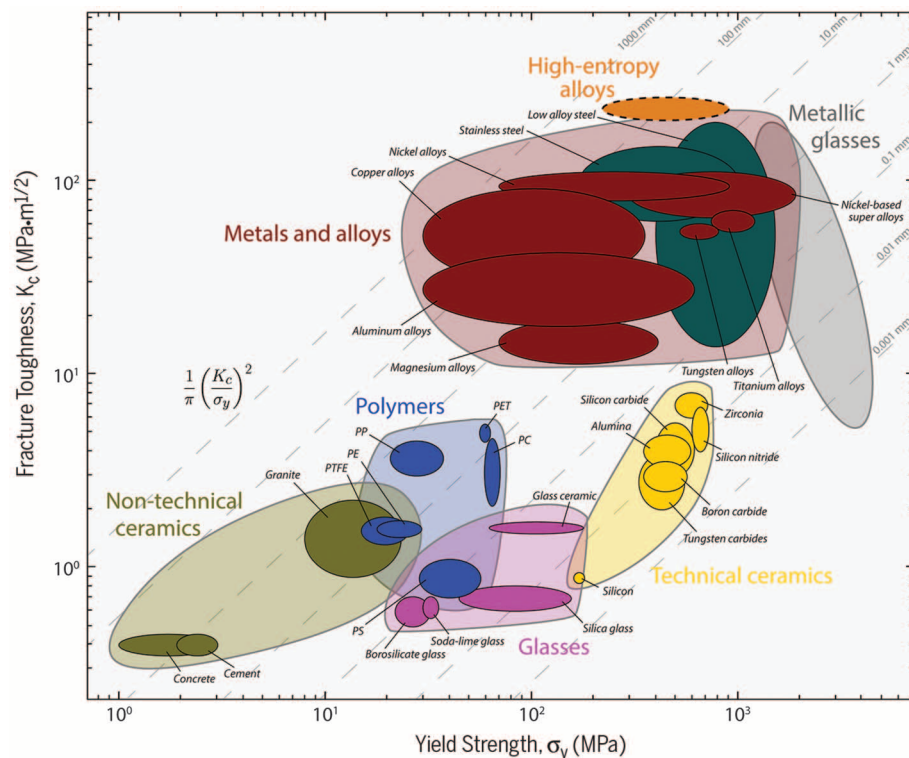 1000 mm
100 mm
10 mm
1 mm
0.1 mm
0.01 mm
0.001 mm
High-entropy
alloys
Low alloy steel
Metallic
glasses
Stainless steel
Nickel alloys
Copper alloys
Nickel-based
super alloys
Metals and alloys
Aluminum alloys
Magnesium alloys
Tungsten alloys
Titanium alloys
1/π (K_c/σ_y)²
Polymers
PET
PP
PC
PE
PTFE
Granite
Non-technical
ceramics
Silicon carbide
Zirconia
Alumina
Silicon nitride
Glass ceramic
Boron carbide
Tungsten carbides
Technical ceramics
Silicon
Silica glass
PS
Soda-lime glass
Borosilicate glass
Glasses
Concrete
Cement
Fracture Toughness, Kc (MPa·m1/2)
10²
10¹
10⁰
10⁰
10¹
10²
10³
Yield Strength, σy (MPa)